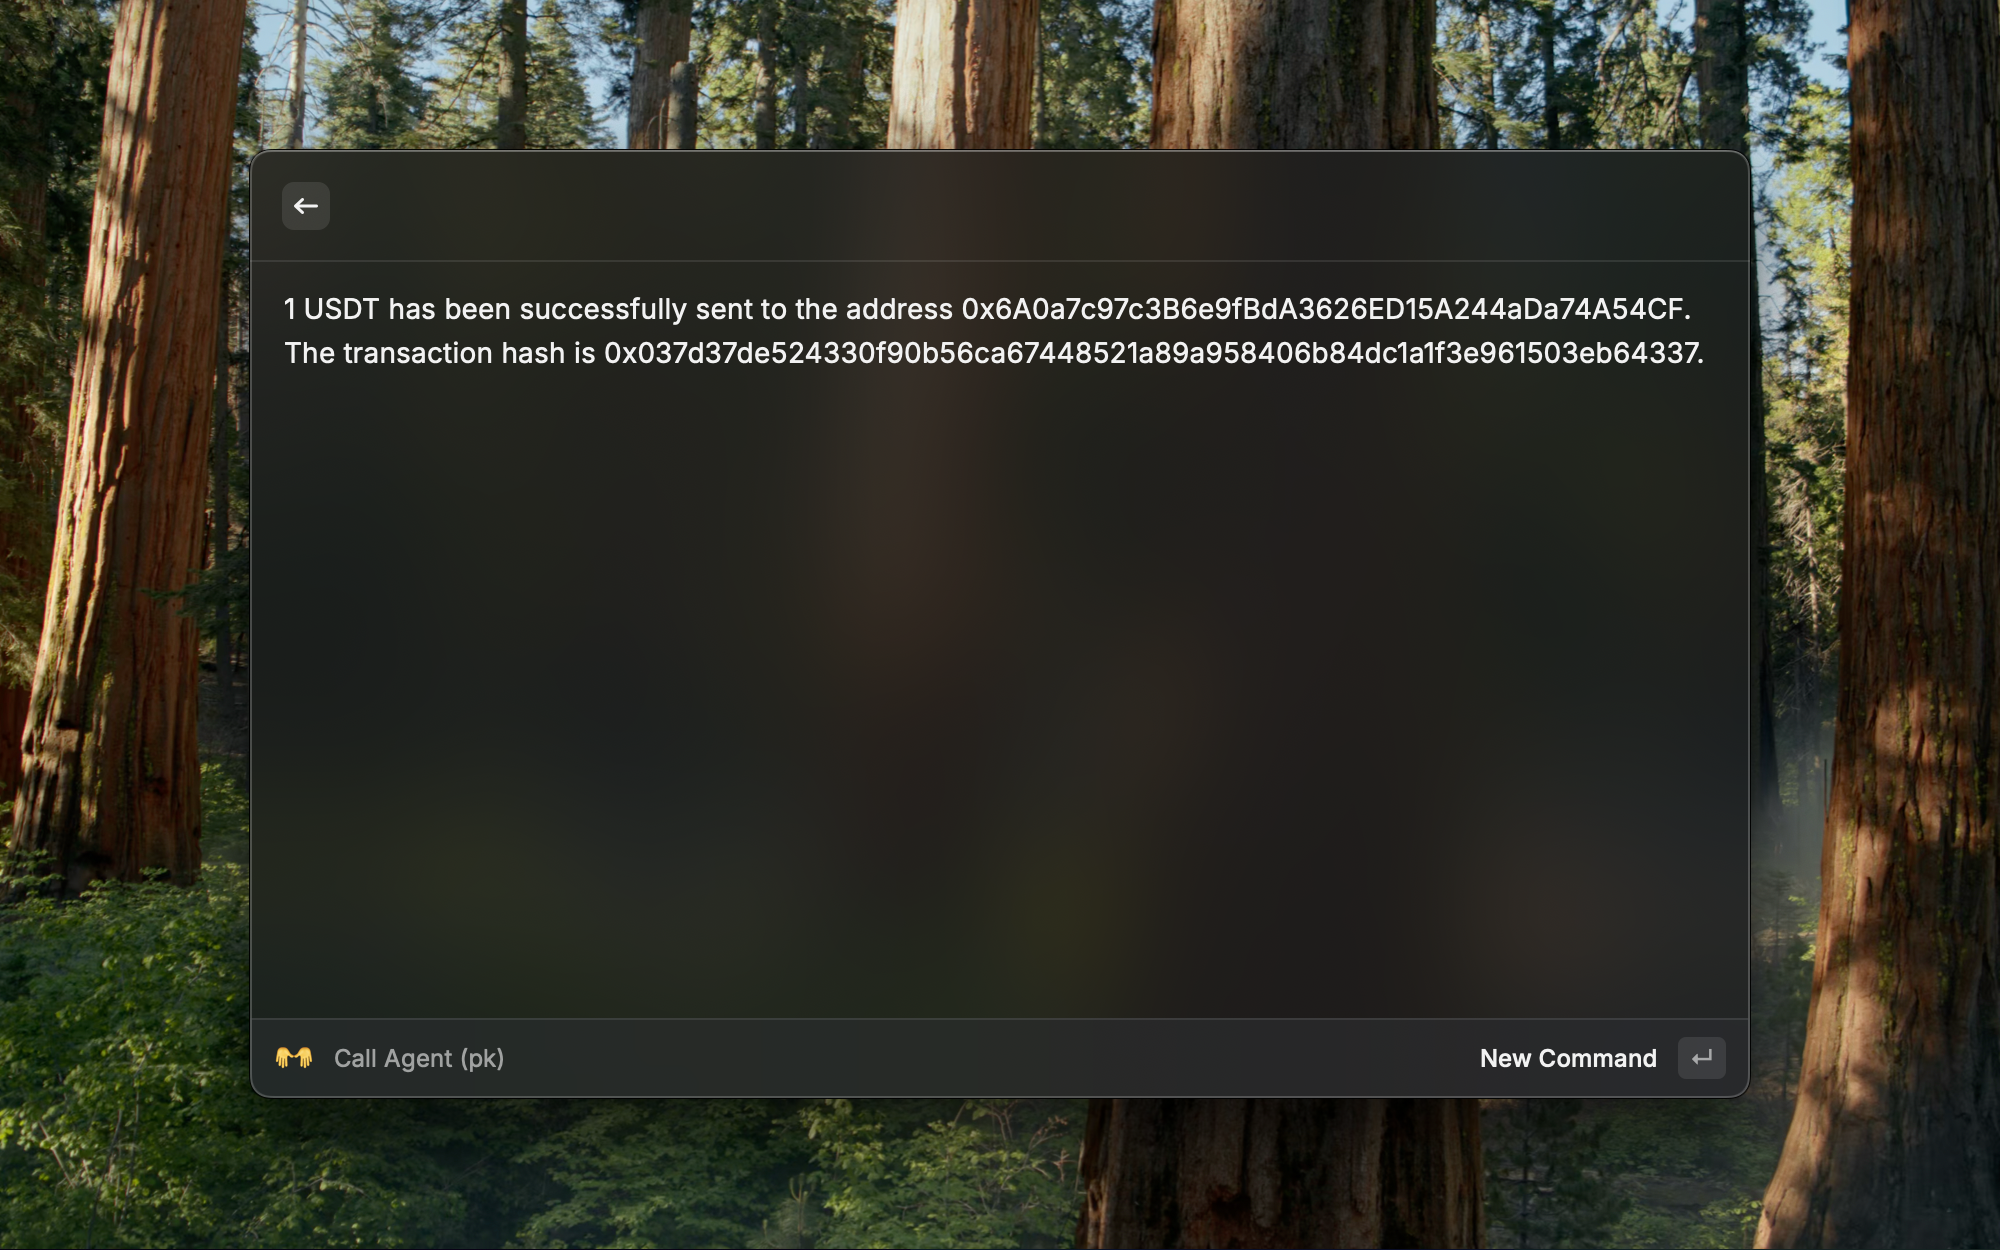 1 USDT has been successfully sent to the address 0x6A0a7c97c3B6e9fBdA3626ED15A244aDa74A54CF.
The transaction hash is 0x037d37de524330f90b56ca67448521a89a958406b84dc1a1f3e961503eb64337.
Call Agent (pk)
New Command